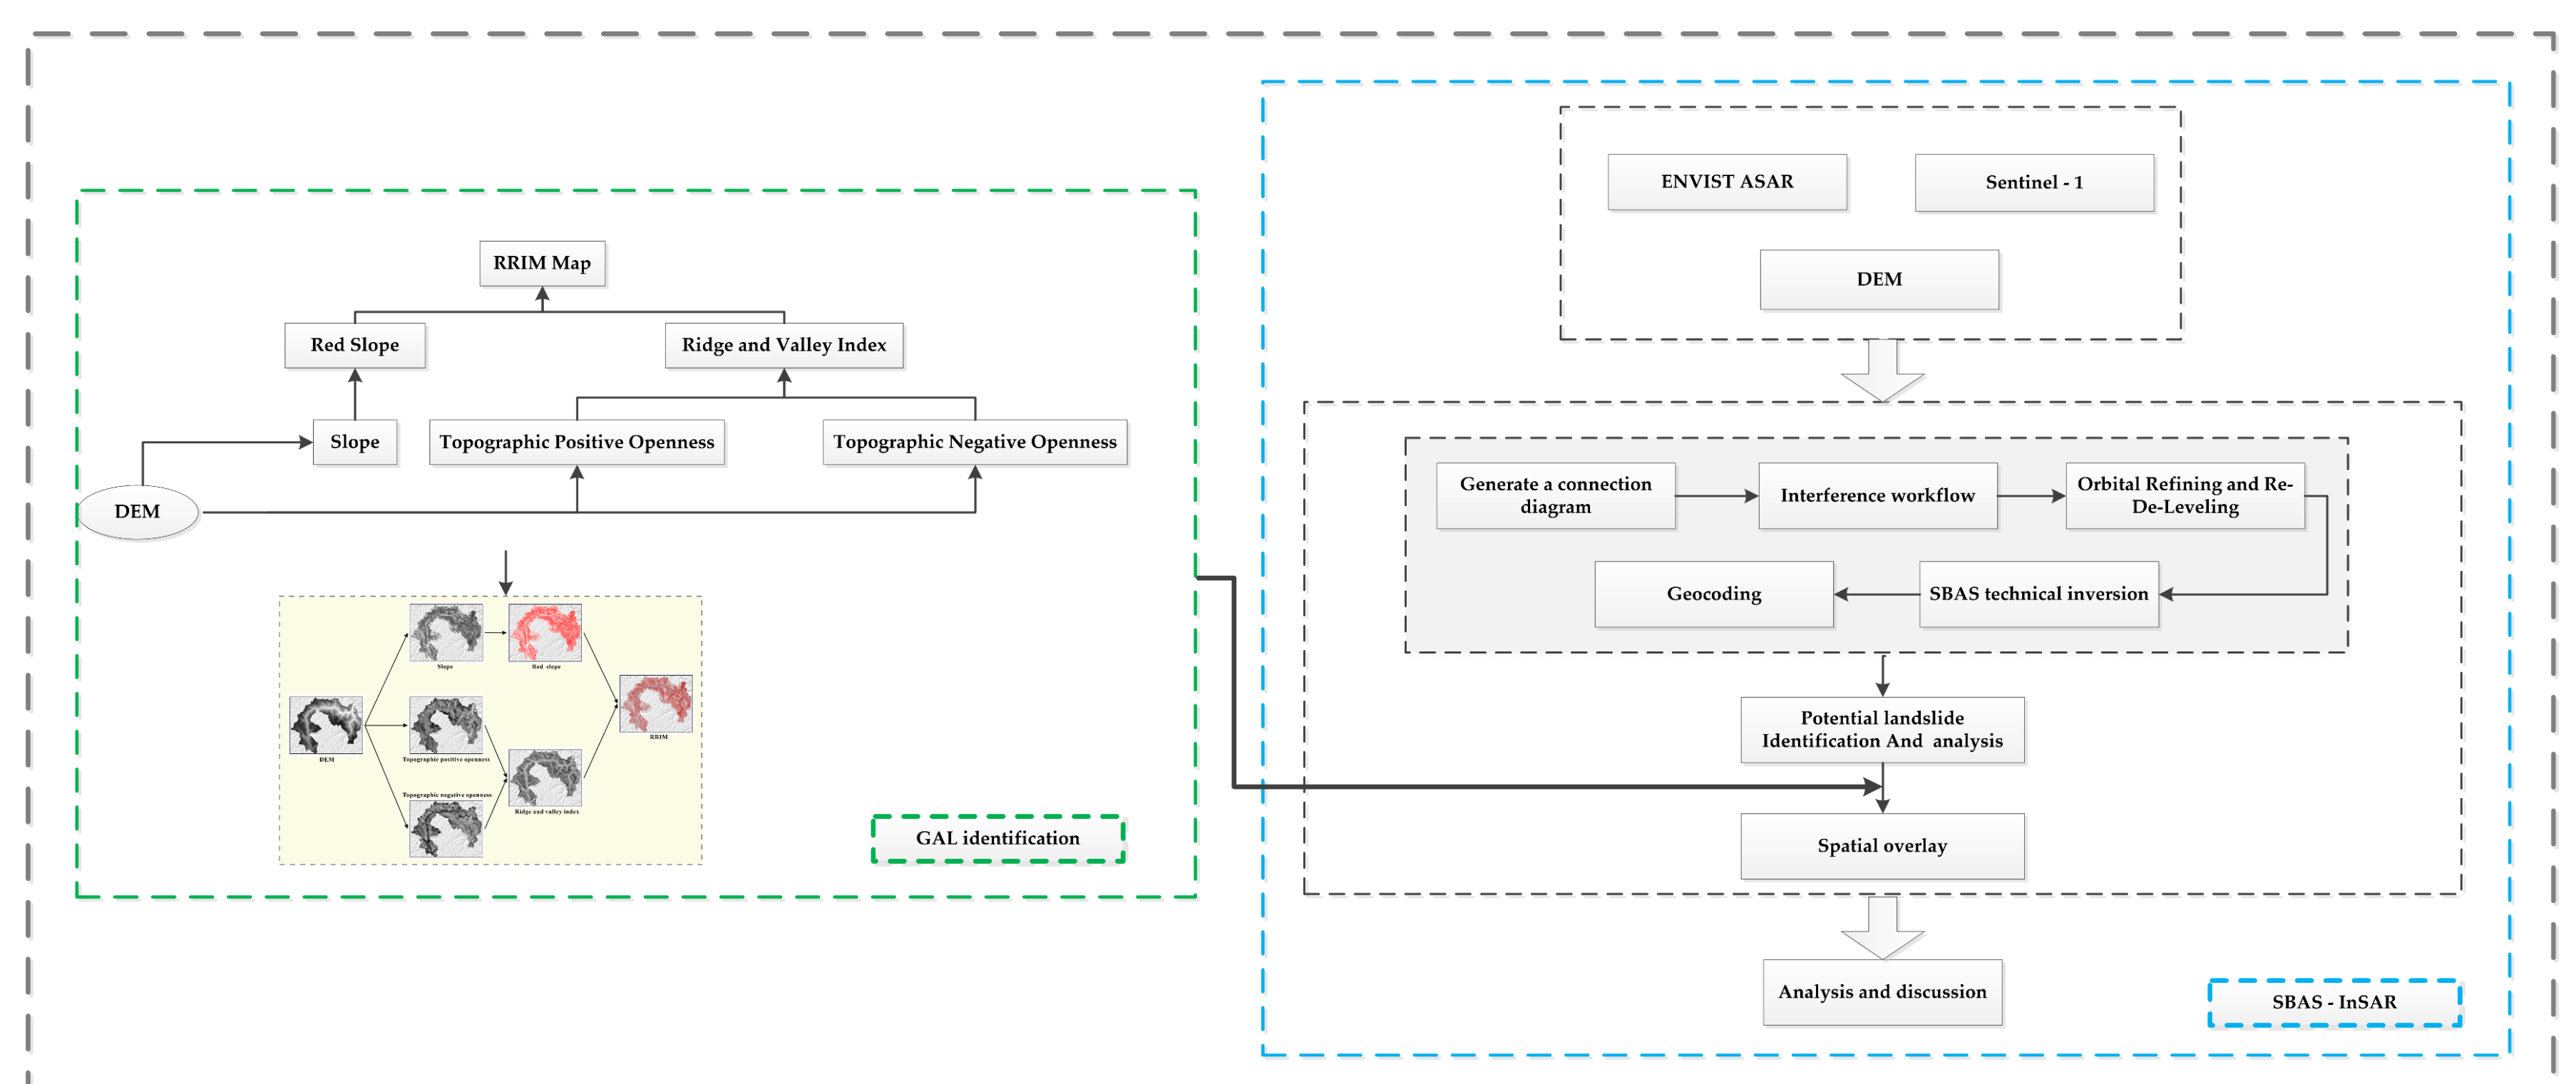 RRIM Map
Red Slope
Ridge and Valley Index
Slope
Topographic Positive Openness
Topographic Negative Openness
DEM
Slope
Red slope
DEM
Topographic positive openness
RRIM
Topographic negative openness
Ridge and valley index
GAL identification
ENVIST ASAR
Sentinel - 1
DEM
Generate a connection
diagram
Interference workflow
Orbital Refining and Re-
De-Leveling
Geocoding
SBAS technical inversion
Potential landslide
Identification And analysis
Spatial overlay
Analysis and discussion
SBAS - InSAR